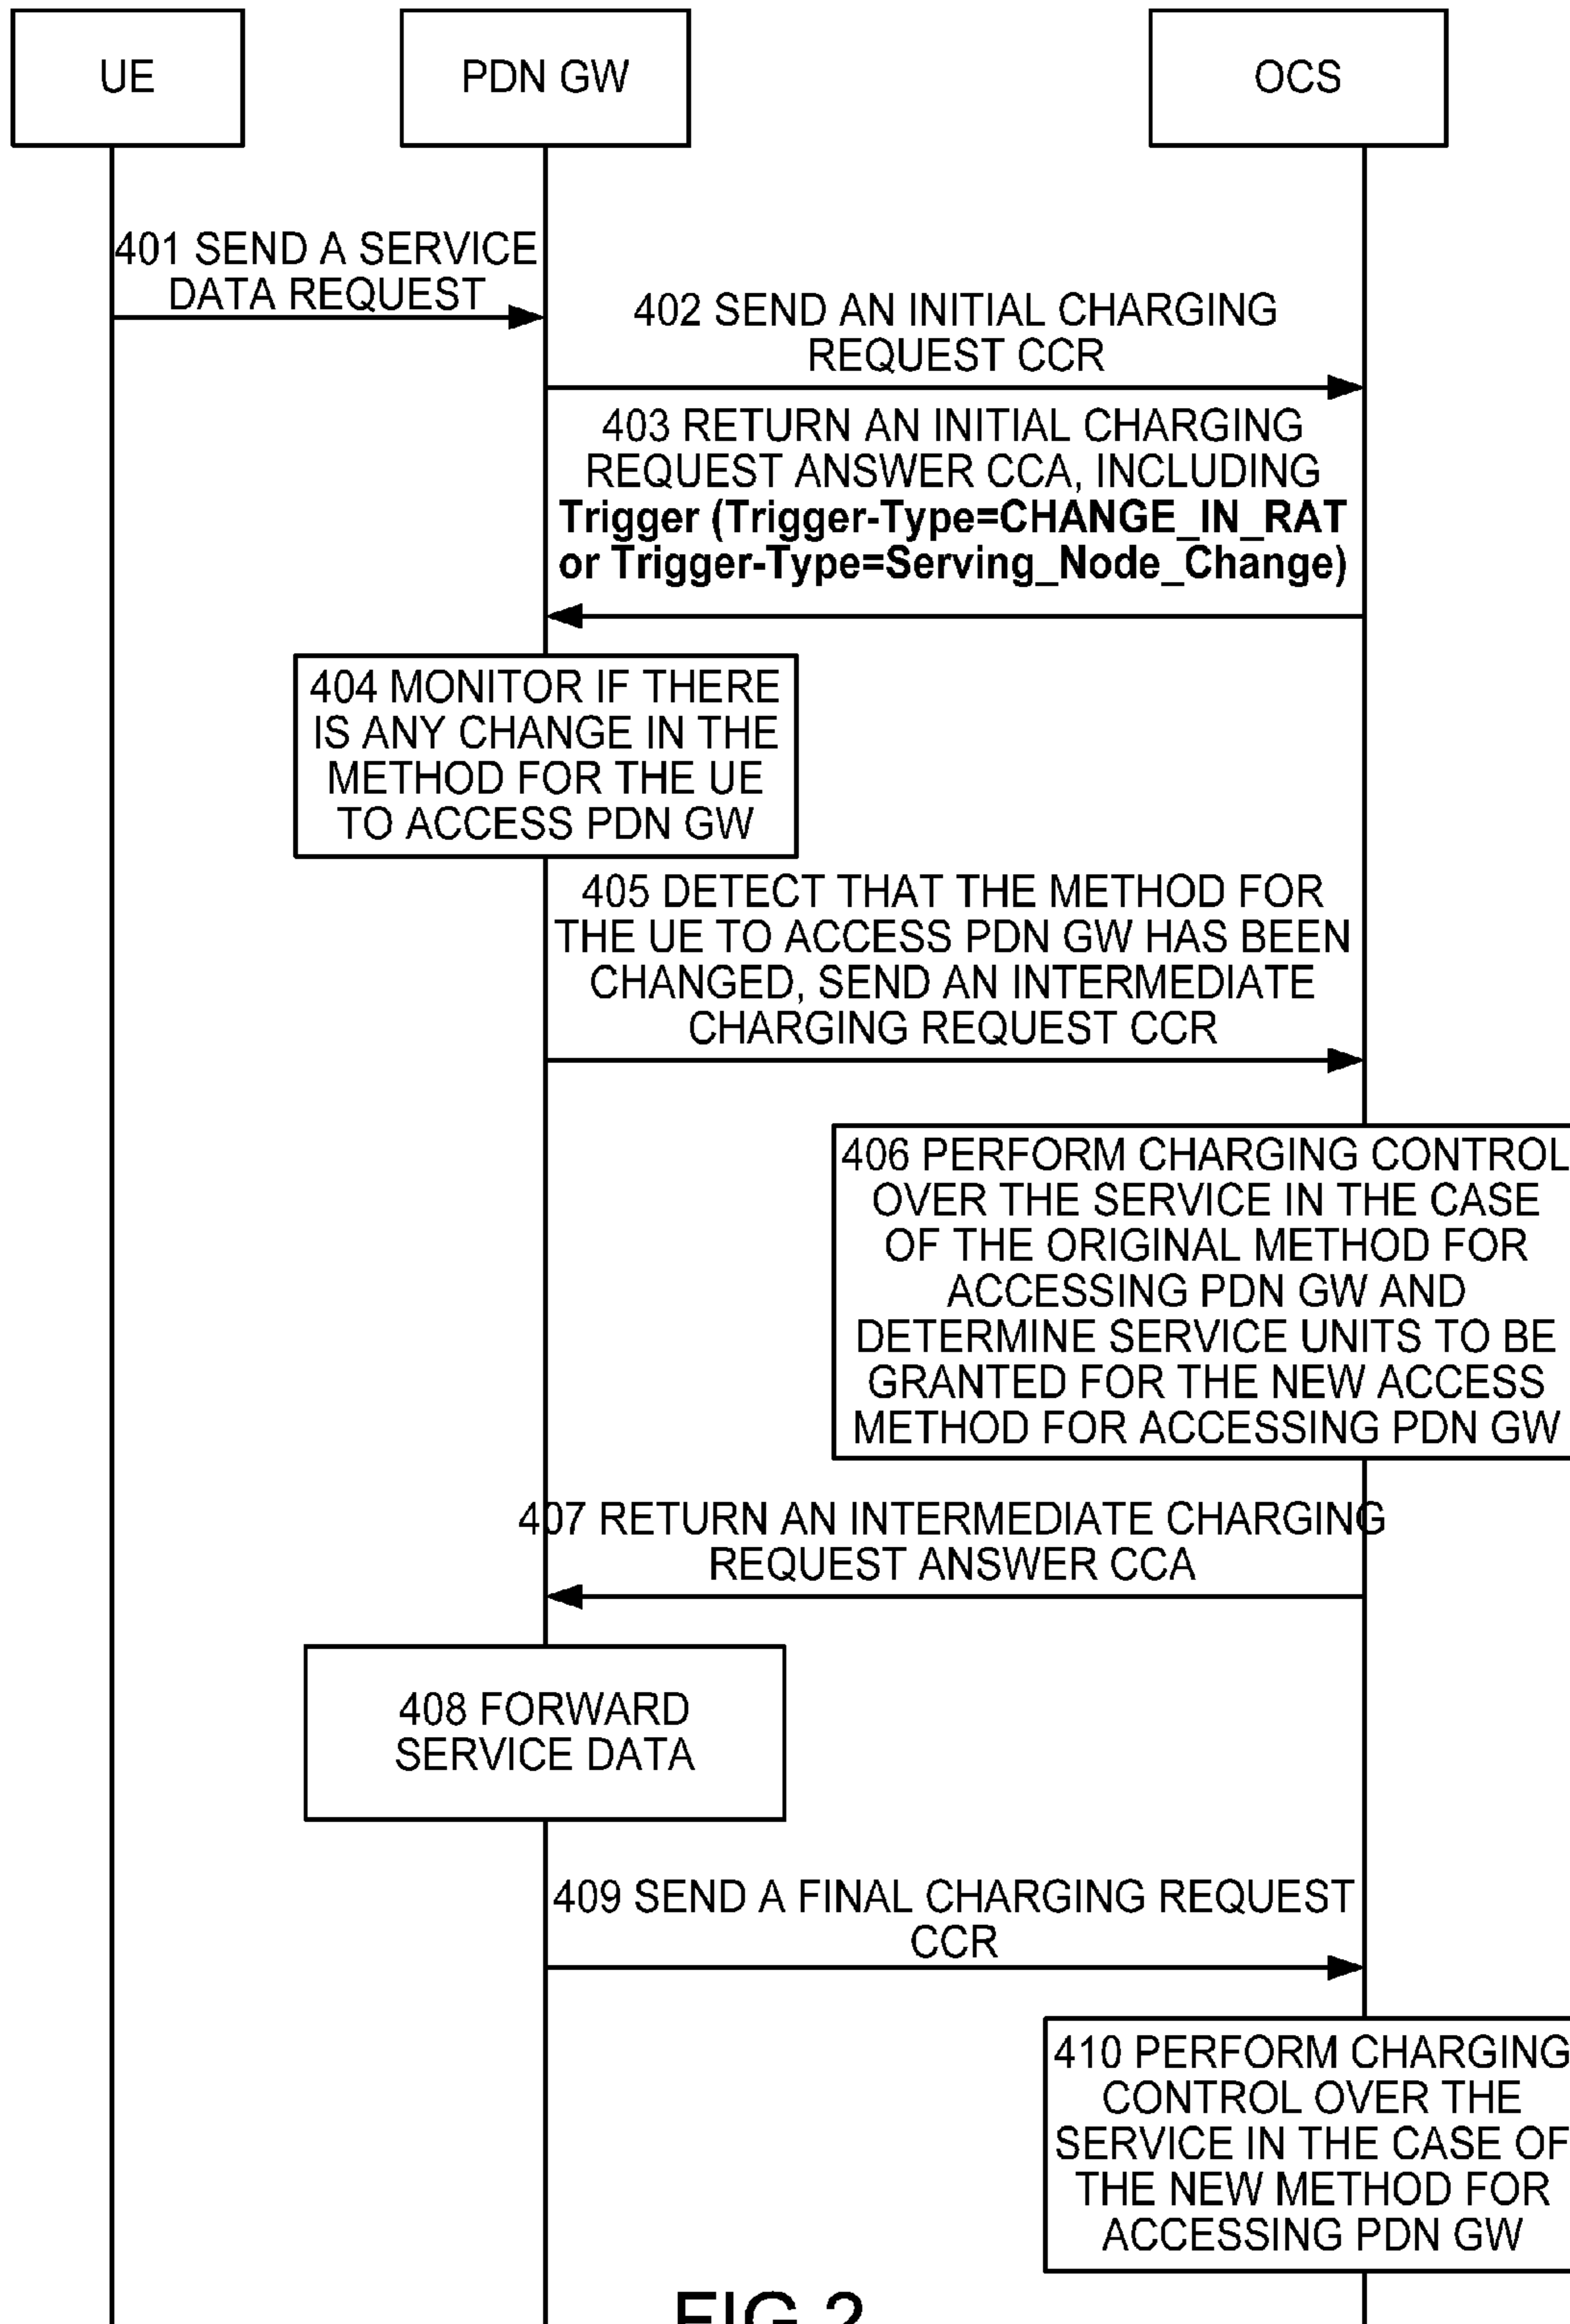 UE
PDN GW
OCS
401 SEND A SERVICE
DATA REQUEST
402 SEND AN INITIAL CHARGING
REQUEST CCR
403 RETURN AN INITIAL CHARGING
REQUEST ANSWER CCA, INCLUDING
Trigger (Trigger-Type=CHANGE_IN_RAT
or Trigger-Type=Serving_Node_Change)
404 MONITOR IF THERE
IS ANY CHANGE IN THE
METHOD FOR THE UE
TO ACCESS PDN GW
405 DETECT THAT THE METHOD FOR
THE UE TO ACCESS PDN GW HAS BEEN
CHANGED, SEND AN INTERMEDIATE
CHARGING REQUEST CCR
406 PERFORM CHARGING CONTROL
OVER THE SERVICE IN THE CASE
OF THE ORIGINAL METHOD FOR
ACCESSING PDN GW AND
DETERMINE SERVICE UNITS TO BE
GRANTED FOR THE NEW ACCESS
METHOD FOR ACCESSING PDN GW
407 RETURN AN INTERMEDIATE CHARGING
REQUEST ANSWER CCA
408 FORWARD
SERVICE DATA
409 SEND A FINAL CHARGING REQUEST
CCR
410 PERFORM CHARGING
CONTROL OVER THE
SERVICE IN THE CASE OF
THE NEW METHOD FOR
ACCESSING PDN GW
FIG.2